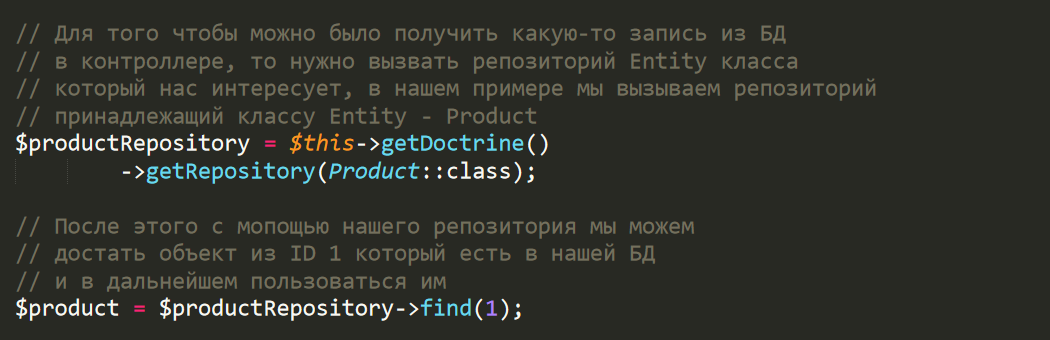 // Для того чтобы можно было получить какую-то запись из БД
// в контроллере, то нужно вызвать репозиторий Entity класса
// который нас интересует, в нашем примере мы вызываем репозиторий
// принадлежащий классу Entity - Product
$productRepository = $this->getDoctrine()
->getRepository(Product::class);
// После этого с мопощью нашего репозитория мы можем
// достать объект из ID 1 который есть в нашей БД
// и в дальнейшем пользоваться им
$product = $productRepository->find(1);